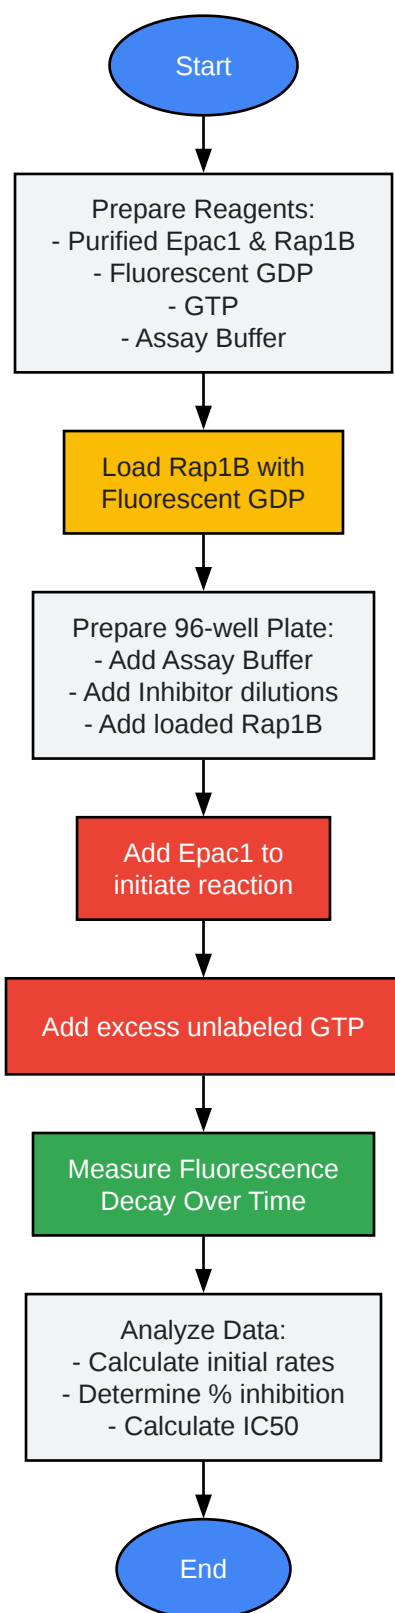 Start
Prepare Reagents:
- Purified Epac1 & Rap1B
- Fluorescent GDP
- GTP
- Assay Buffer
Load Rap1B with
Fluorescent GDP
Prepare 96-well Plate:
- Add Assay Buffer
- Add Inhibitor dilutions
- Add loaded Rap1B
Add Epac1 to
initiate reaction
Add excess unlabeled GTP
Measure Fluorescence
Decay Over Time
Analyze Data:
- Calculate initial rates
- Determine % inhibition
- Calculate IC50
End